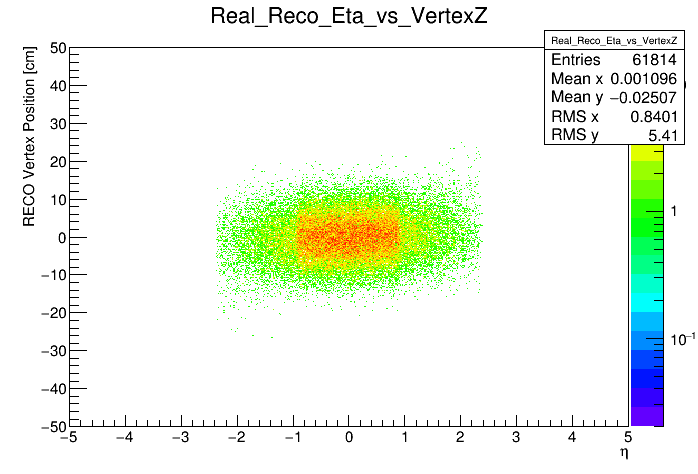 Real_Reco_Eta_vs_VertexZ
Real_Reco_Eta_vs_VertexZ
Entries 61814
Mean x 0.001096
Mean y −0.02507
RMS x 0.8401
RMS y 5.41
RECO Vertex Position [cm]
50
40
30
20
10
0
−10
−20
−30
−40
−50
−5 −4 −3 −2 −1 0 1 2 3 4 5
η
1
10⁻¹